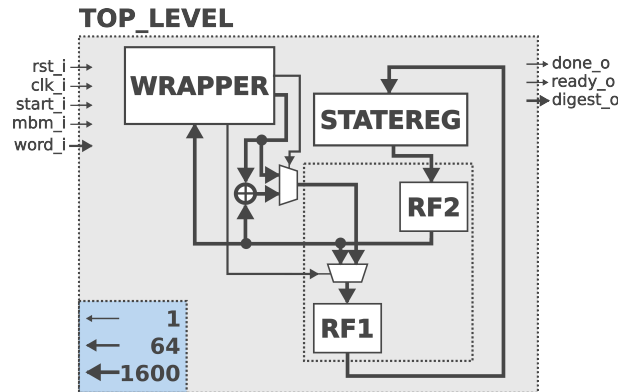 TOP_LEVEL
rst_i
clk_i
start_i
mbm_i
word_i
WRAPPER
STATEREG
RF2
RF1
done_o
ready_o
digest_o
1
64
1600